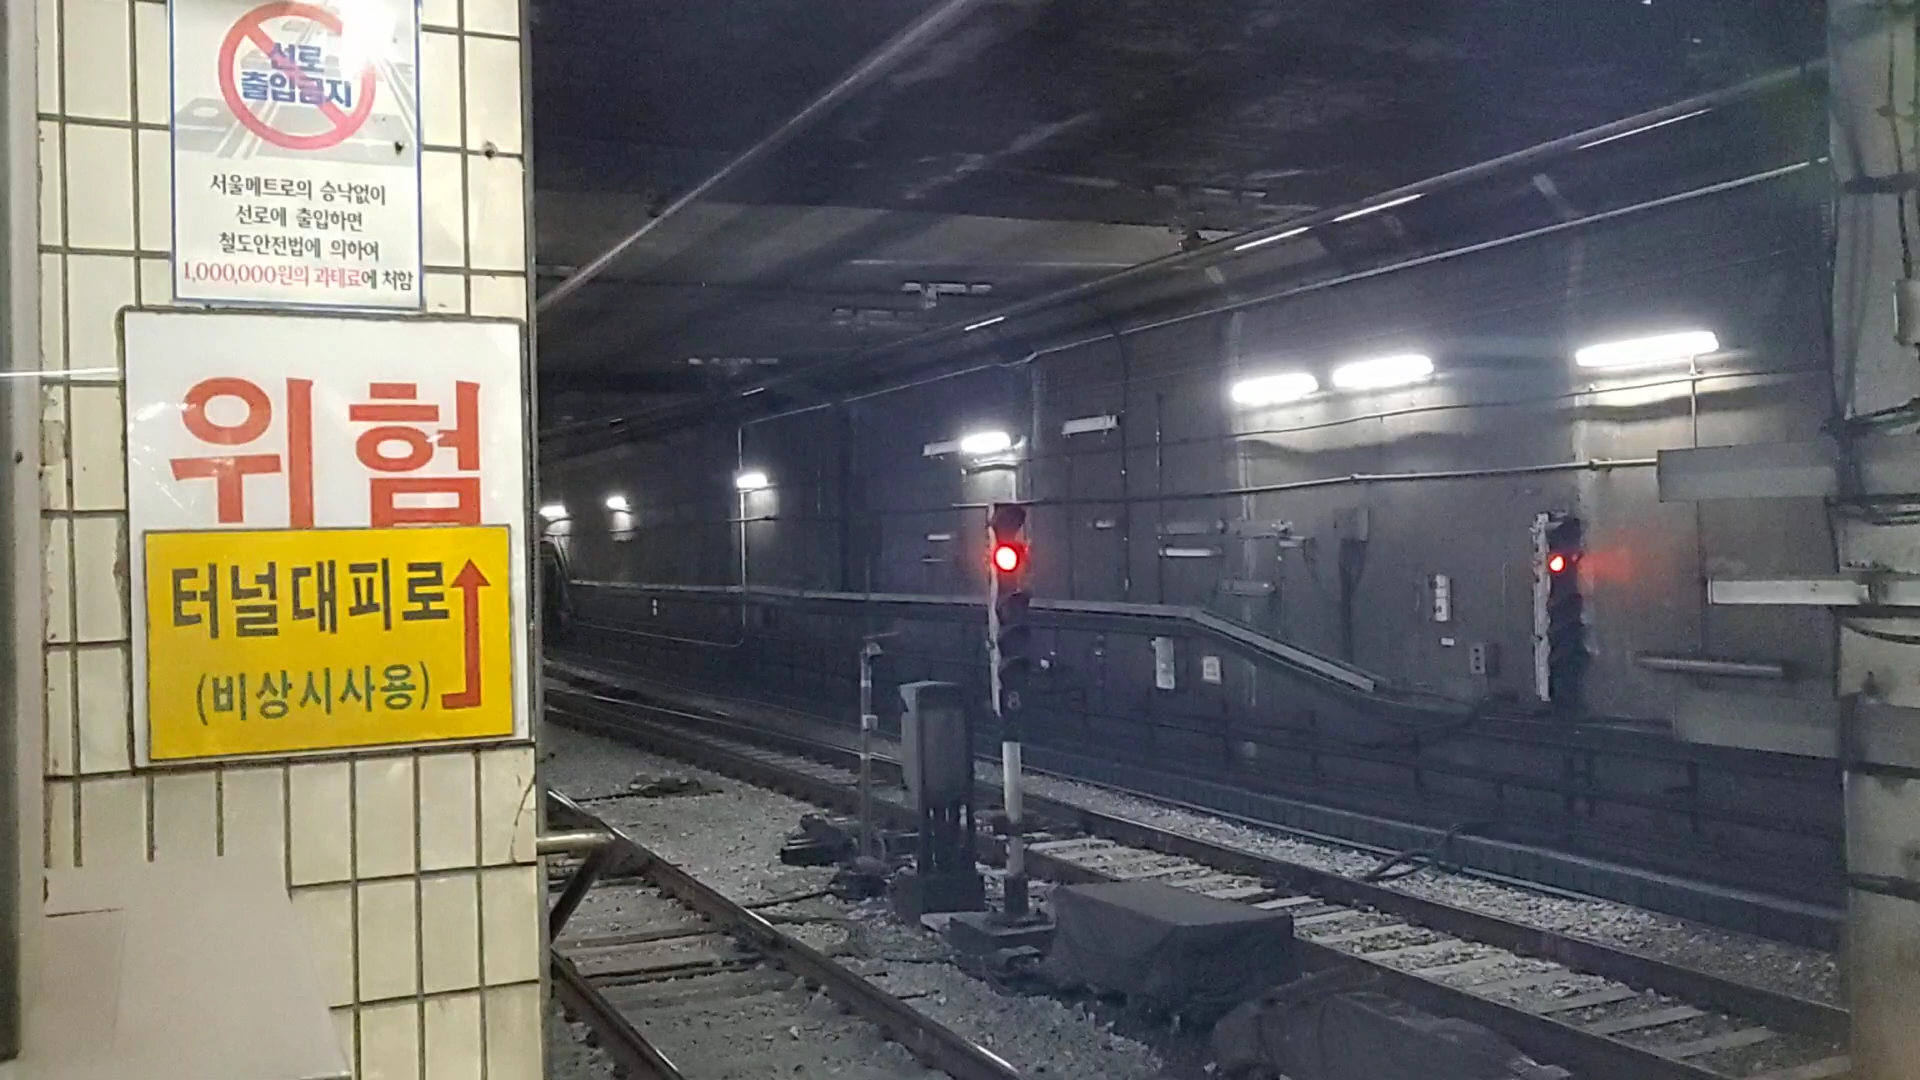 선로
출입금지
서울메트로의 승낙없이
선로에 출입하면
철도안전법에 의하여
1,000,000원의 과태료에 처함
위험
터널대피로
(비상시사용)
8